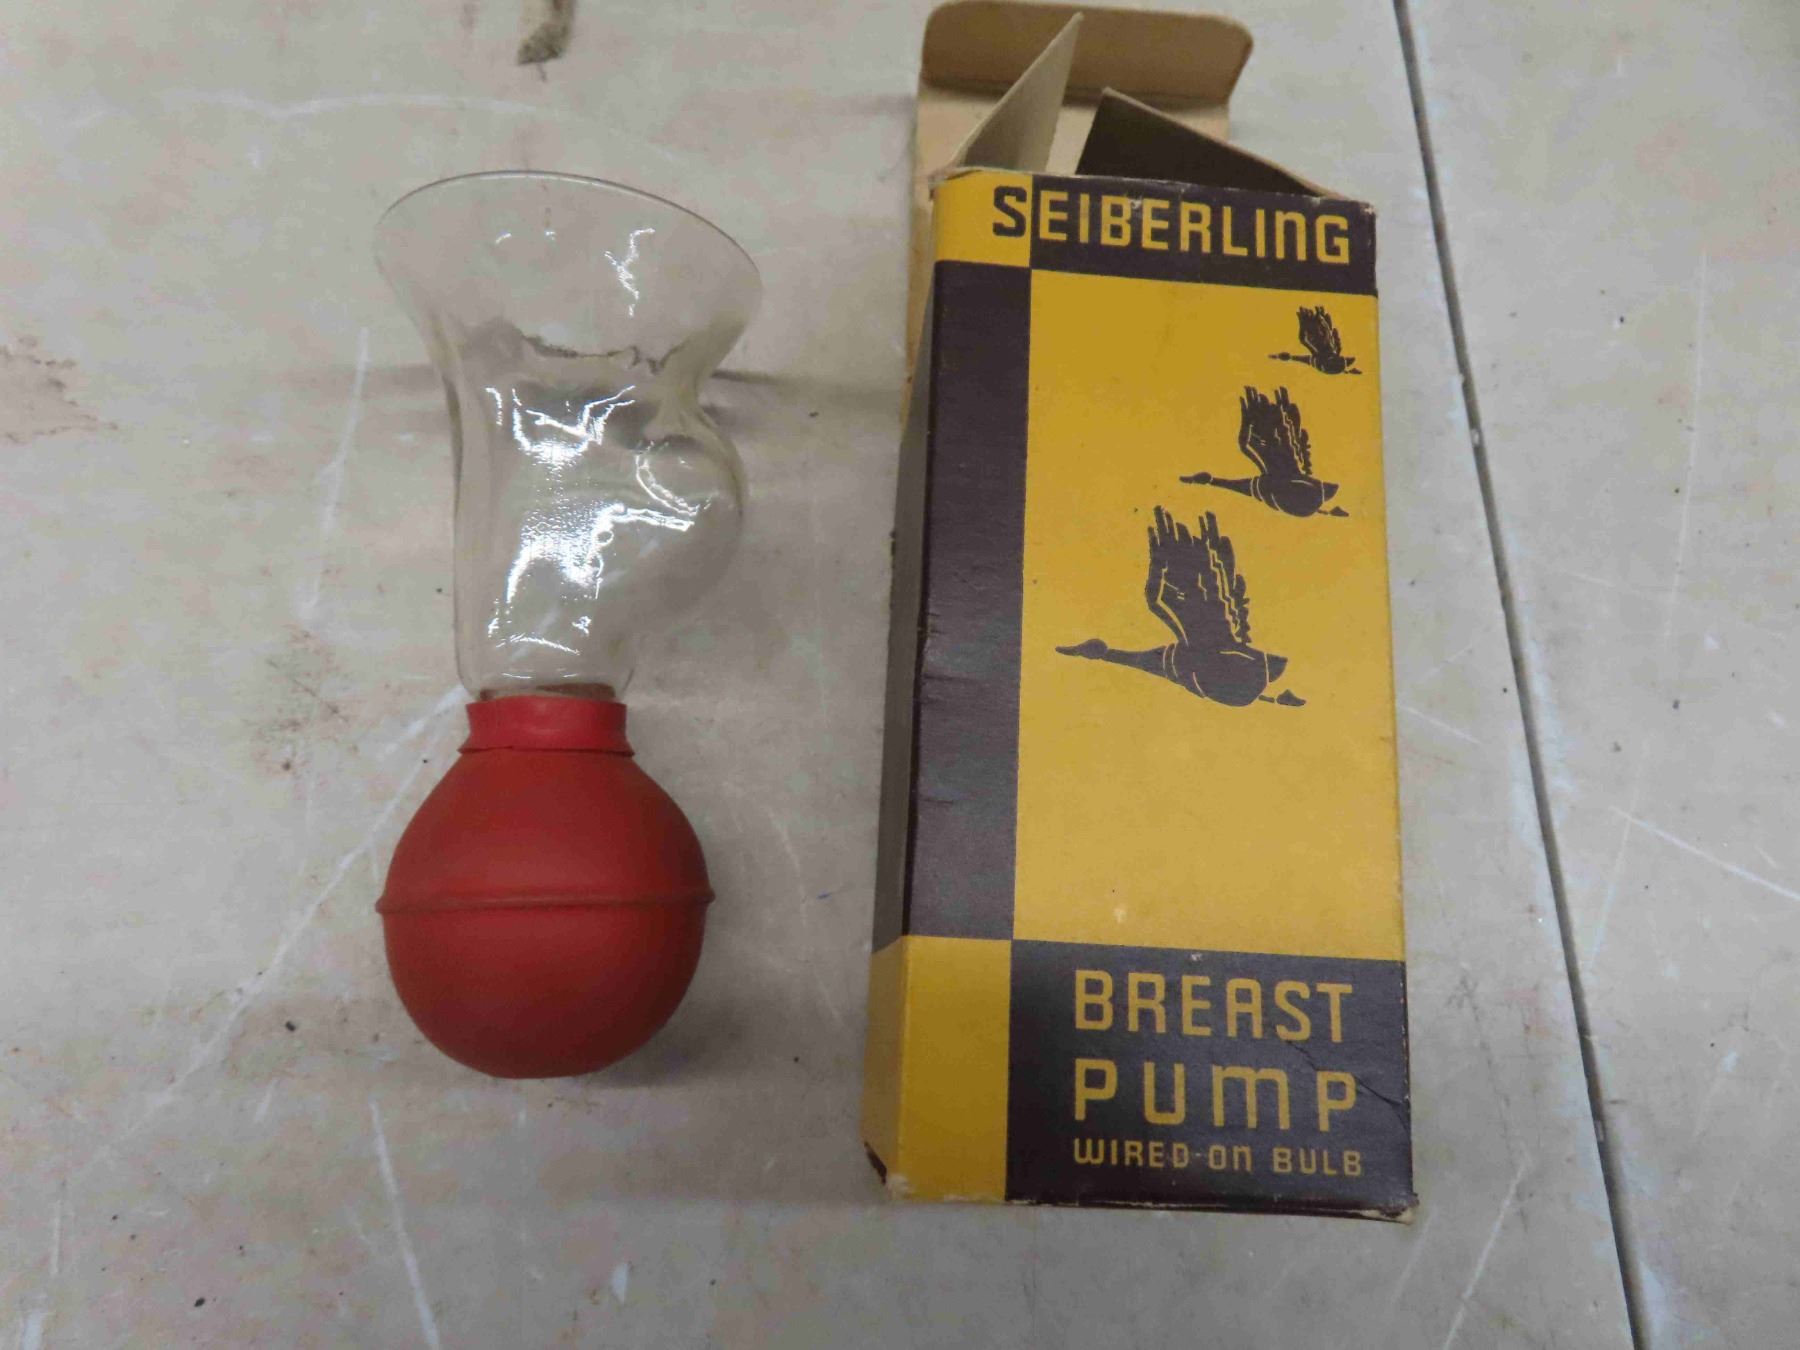 SEIBERLING
BREAST
PUMP
WIRED-ON BULB